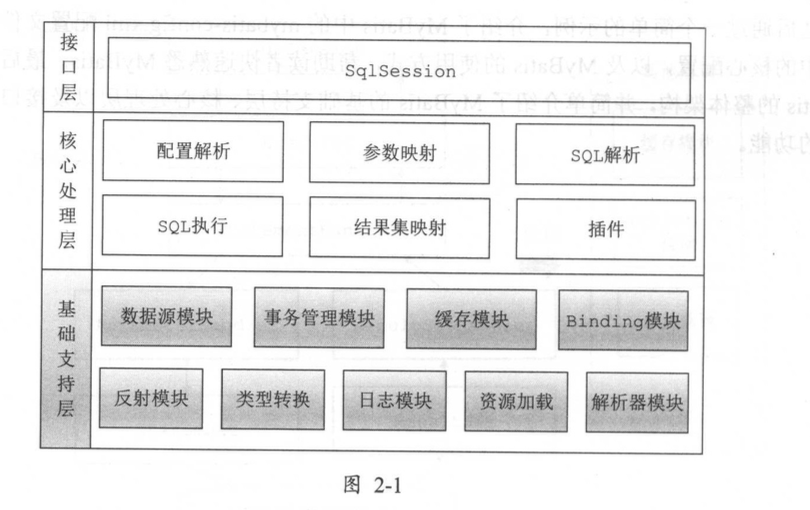 接口层
SqlSession
核心处理层
配置解析
参数映射
SQL解析
SQL执行
结果集映射
插件
基础支持层
数据源模块
事务管理模块
缓存模块
Binding模块
反射模块
类型转换
日志模块
资源加载
解析器模块
图 2-1